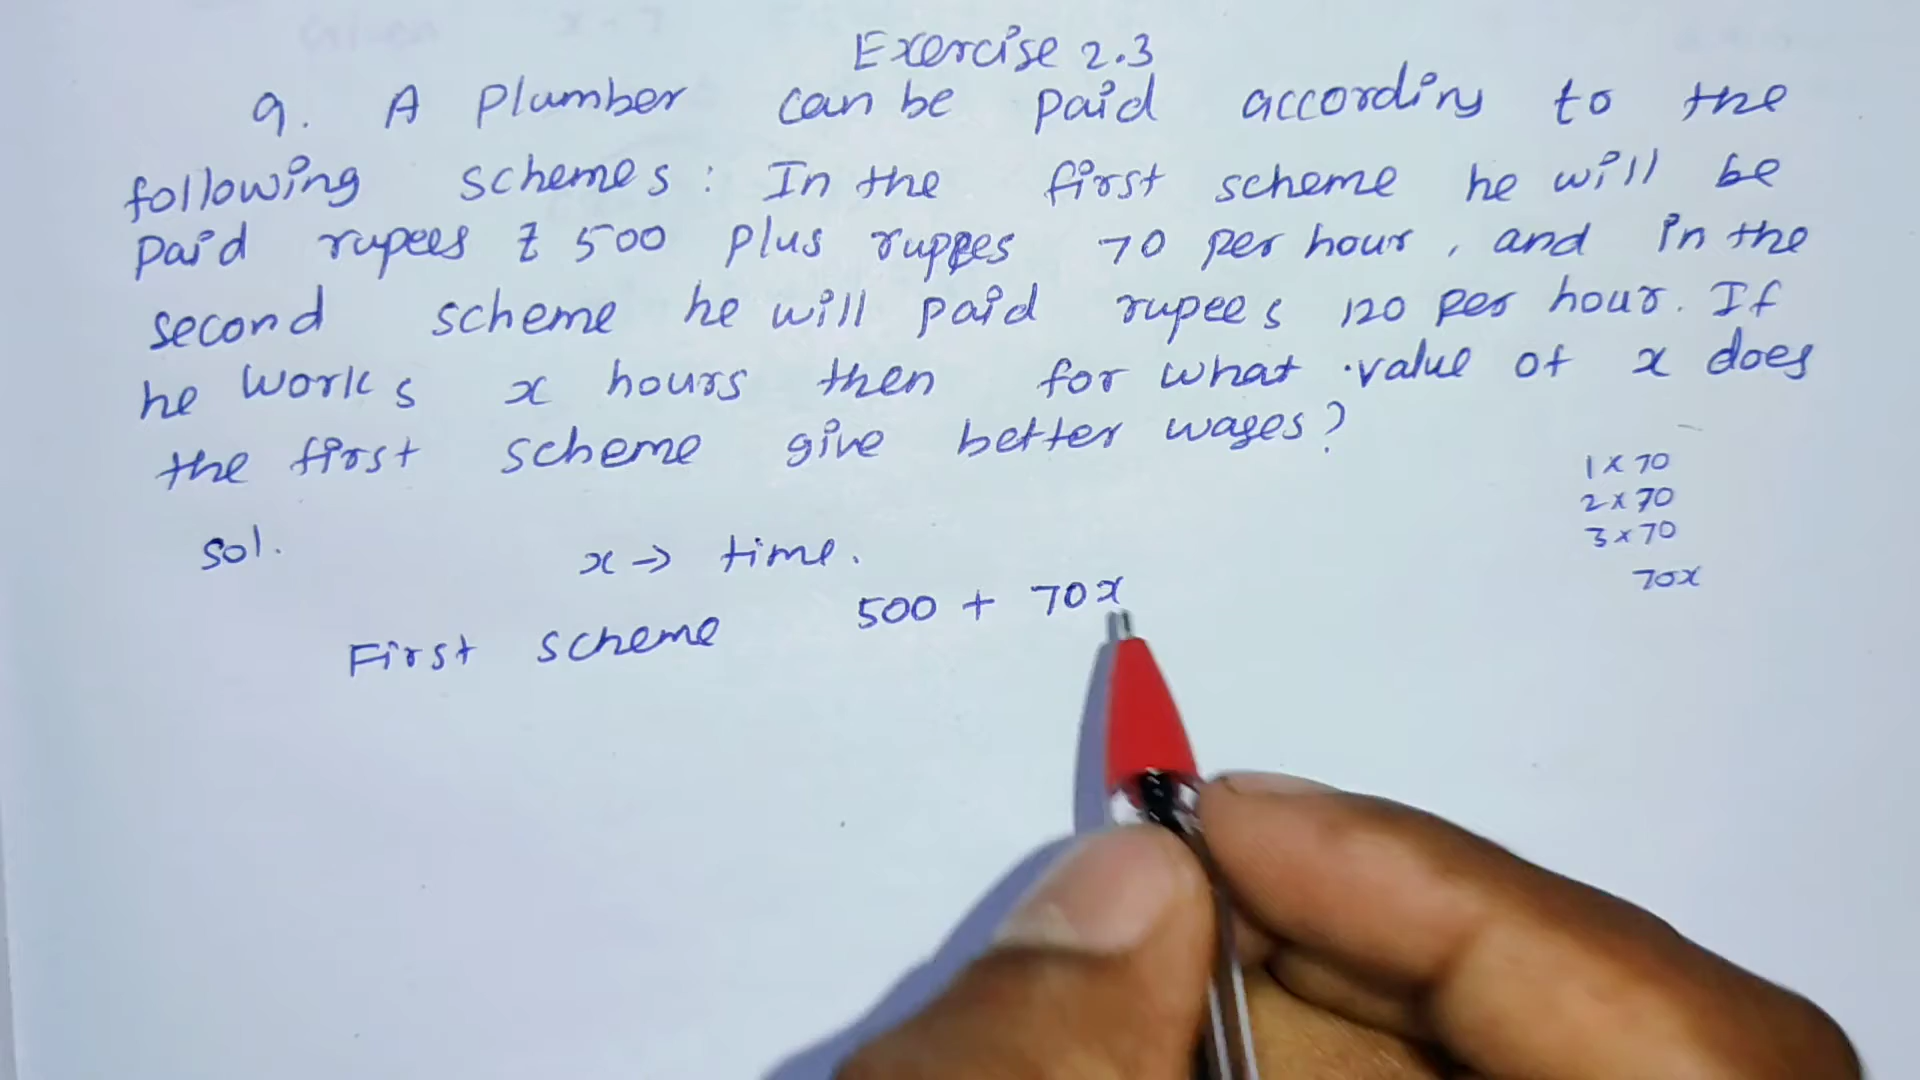 Exercise 2.3
9. A Plumber can be paid according to the
following schemes: In the first scheme he will be
paid rupees ₹ 500 plus rupees 70 per hour, and in the
second scheme he will paid rupees 120 per hour. If
he works x hours then for what value of x does
the first scheme give better wages?
1 x 70
2 x 70
3 x 70
70x
Sol. x → time.
First scheme 500 + 70x